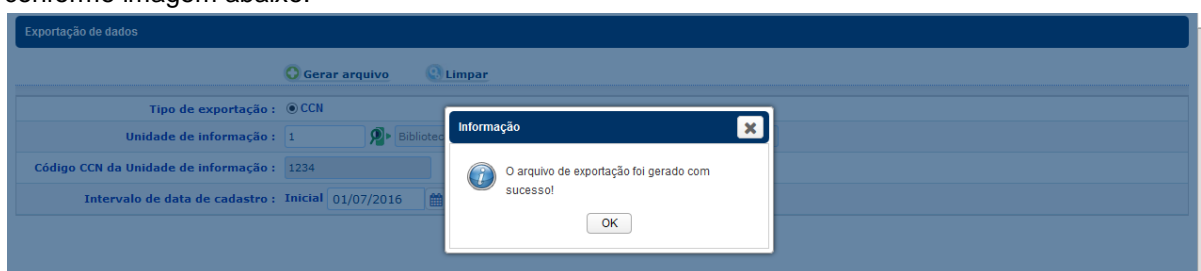 conforme imagem abaixo:
Exportação de dados
Gerar arquivo Limpar
Tipo de exportação : CCN
Unidade de informação : 1
Código CCN da Unidade de informação : 1234
Intervalo de data de cadastro : Inicial 01/07/2016
Informação
O arquivo de exportação foi gerado com
sucesso!
OK